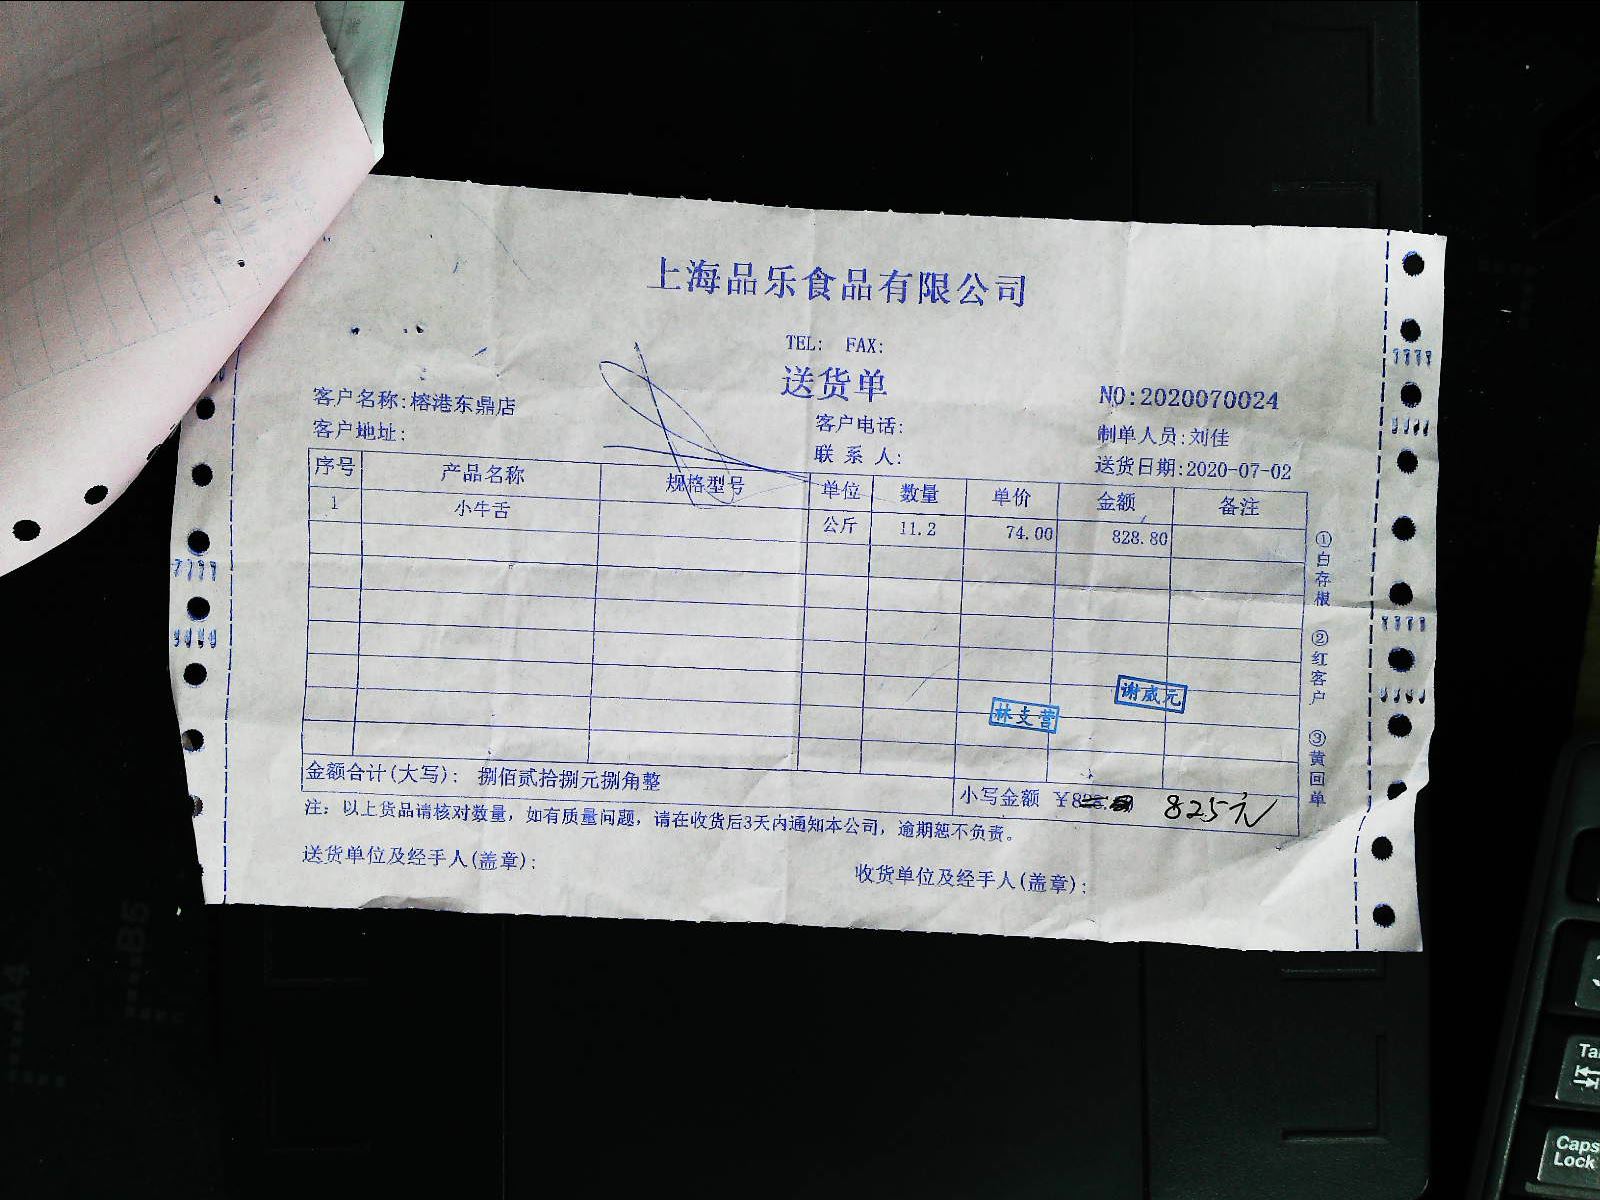 上海品乐食品有限公司
TEL: FAX:
送货单
NO:2020070024
客户名称:榕港东鼎店
客户电话:
制单人员:刘佳
客户地址:
联 系 人:
送货日期:2020-07-02
序号 产品名称 规格型号 单位 数量 单价 金额 备注
1 小牛舌 公斤 11.2 74.00 828.80
①白存根 ②红客户 ③黄回单
谢威元
林支营
金额合计(大写): 捌佰贰拾捌元捌角整
小写金额 ¥828. 825元
注: 以上货品请核对数量, 如有质量问题, 请在收货后3天内通知本公司, 逾期恕不负责。
送货单位及经手人(盖章):
收货单位及经手人(盖章):
A4
B5
Caps
Lock